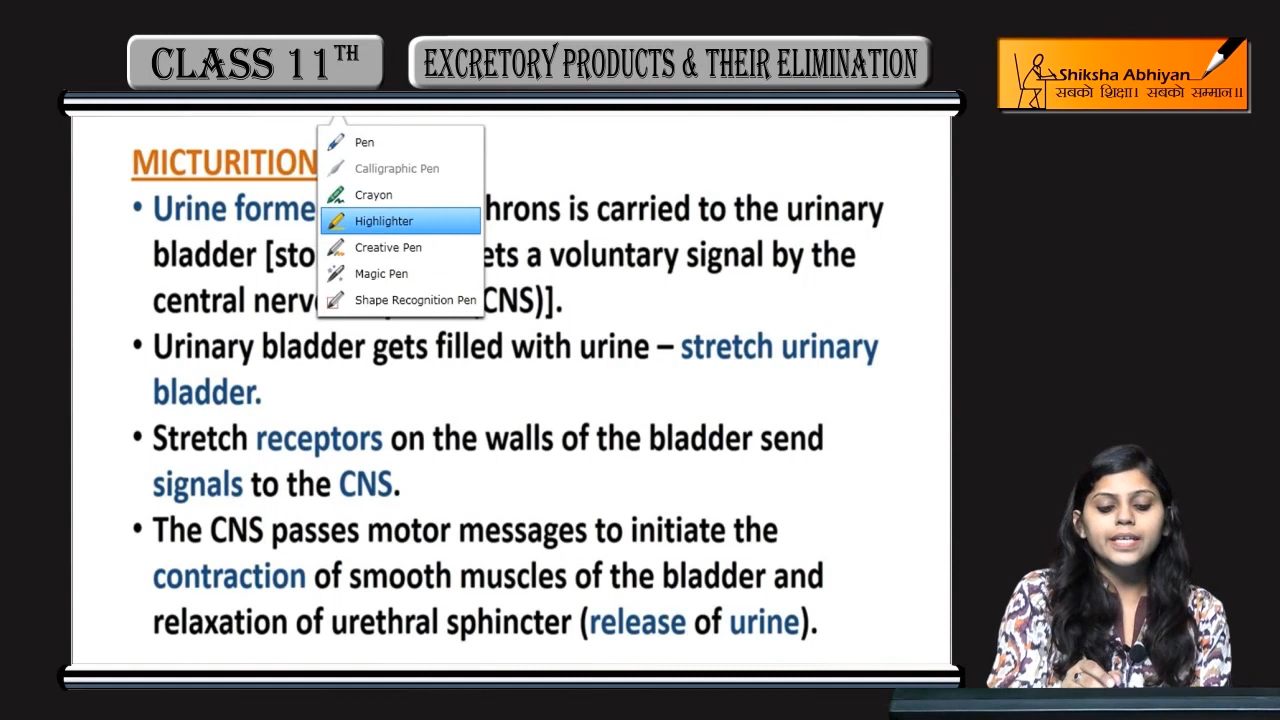 CLASS 11TH
EXCRETORY PRODUCTS & THEIR ELIMINATION
Shiksha Abhiyan
सबको शिक्षा। सबको सम्मान॥
MICTURITION
Pen
Calligraphic Pen
Crayon
Highlighter
Creative Pen
Magic Pen
Shape Recognition Pen
• Urine forme hrons is carried to the urinary
bladder [sto ets a voluntary signal by the
central nerv (CNS)].
• Urinary bladder gets filled with urine – stretch urinary
bladder.
• Stretch receptors on the walls of the bladder send
signals to the CNS.
• The CNS passes motor messages to initiate the
contraction of smooth muscles of the bladder and
relaxation of urethral sphincter (release of urine).